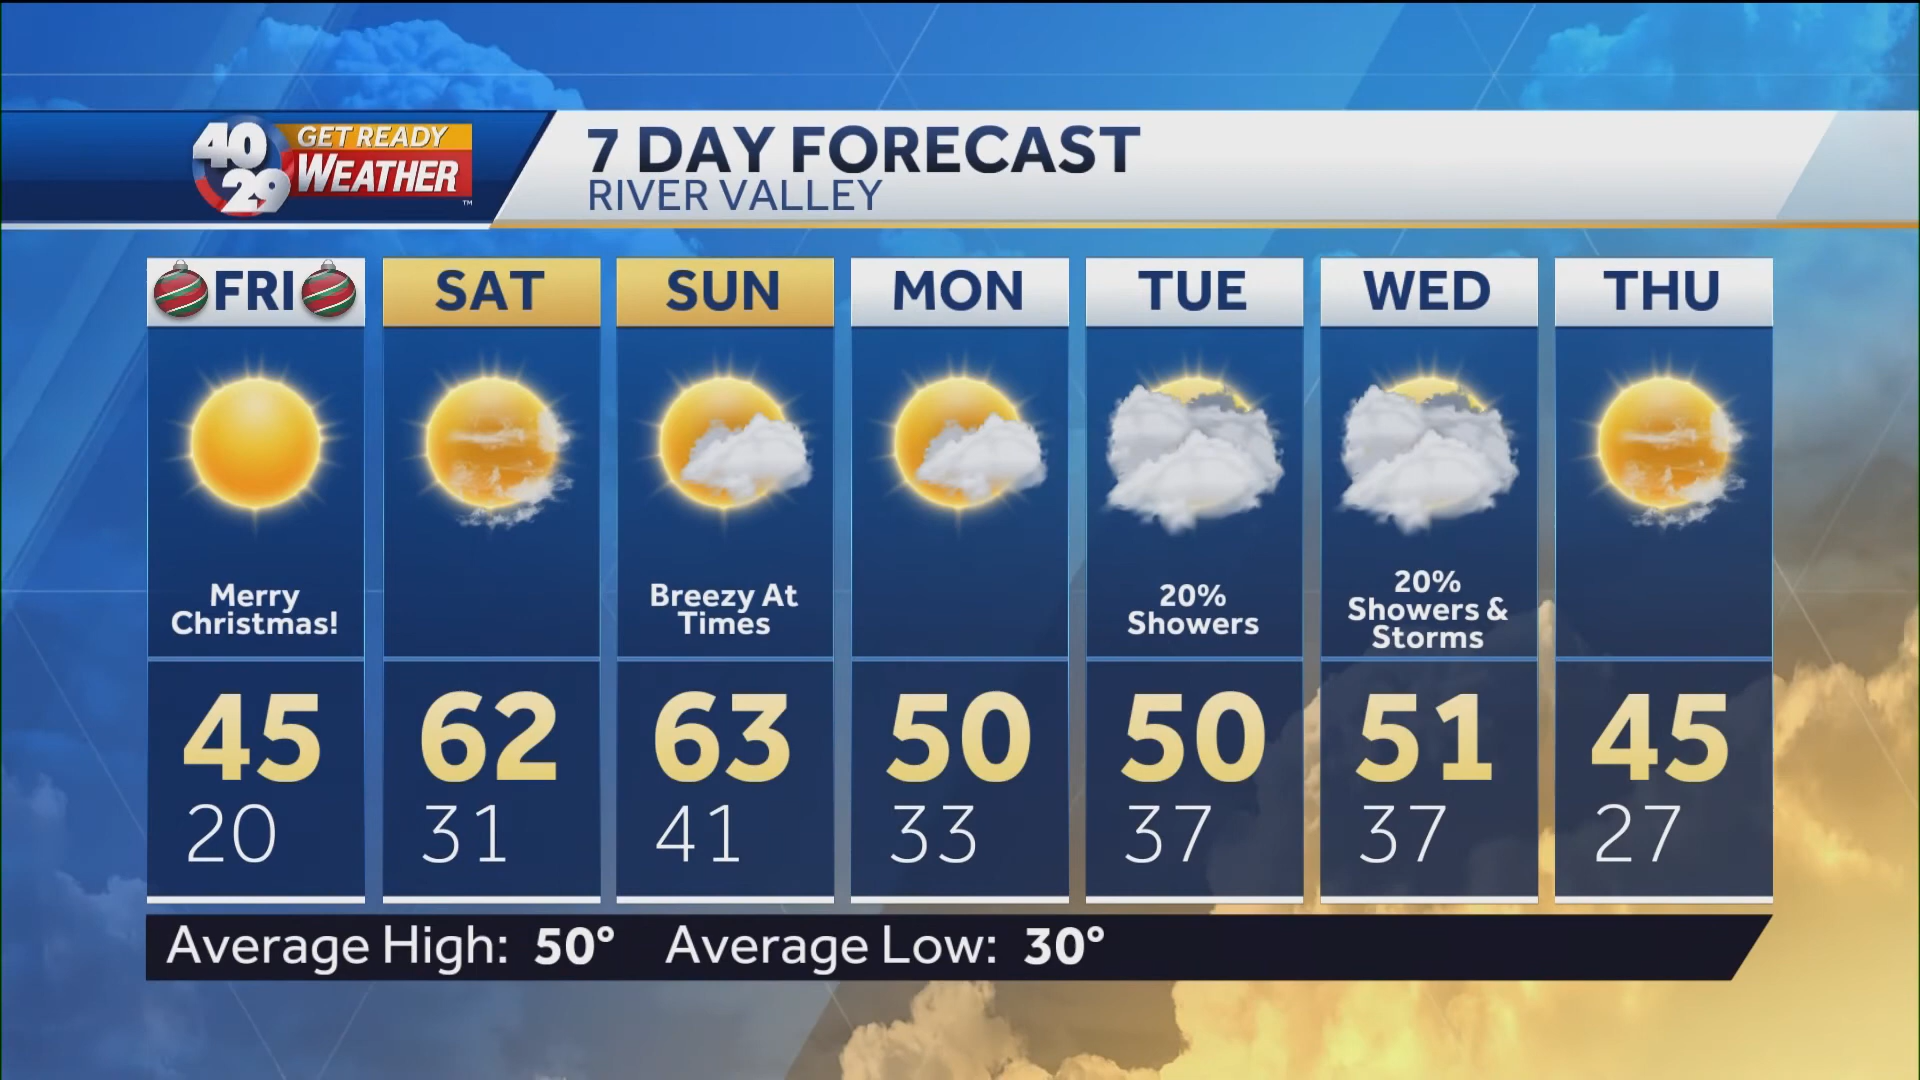 40
29
GET READY
WEATHER™
7 DAY FORECAST
RIVER VALLEY
FRI
SAT
SUN
MON
TUE
WED
THU
Merry
Christmas!
Breezy At
Times
20%
Showers
20%
Showers &
Storms
45
62
63
50
50
51
45
20
31
41
33
37
37
27
Average High: 50° Average Low: 30°